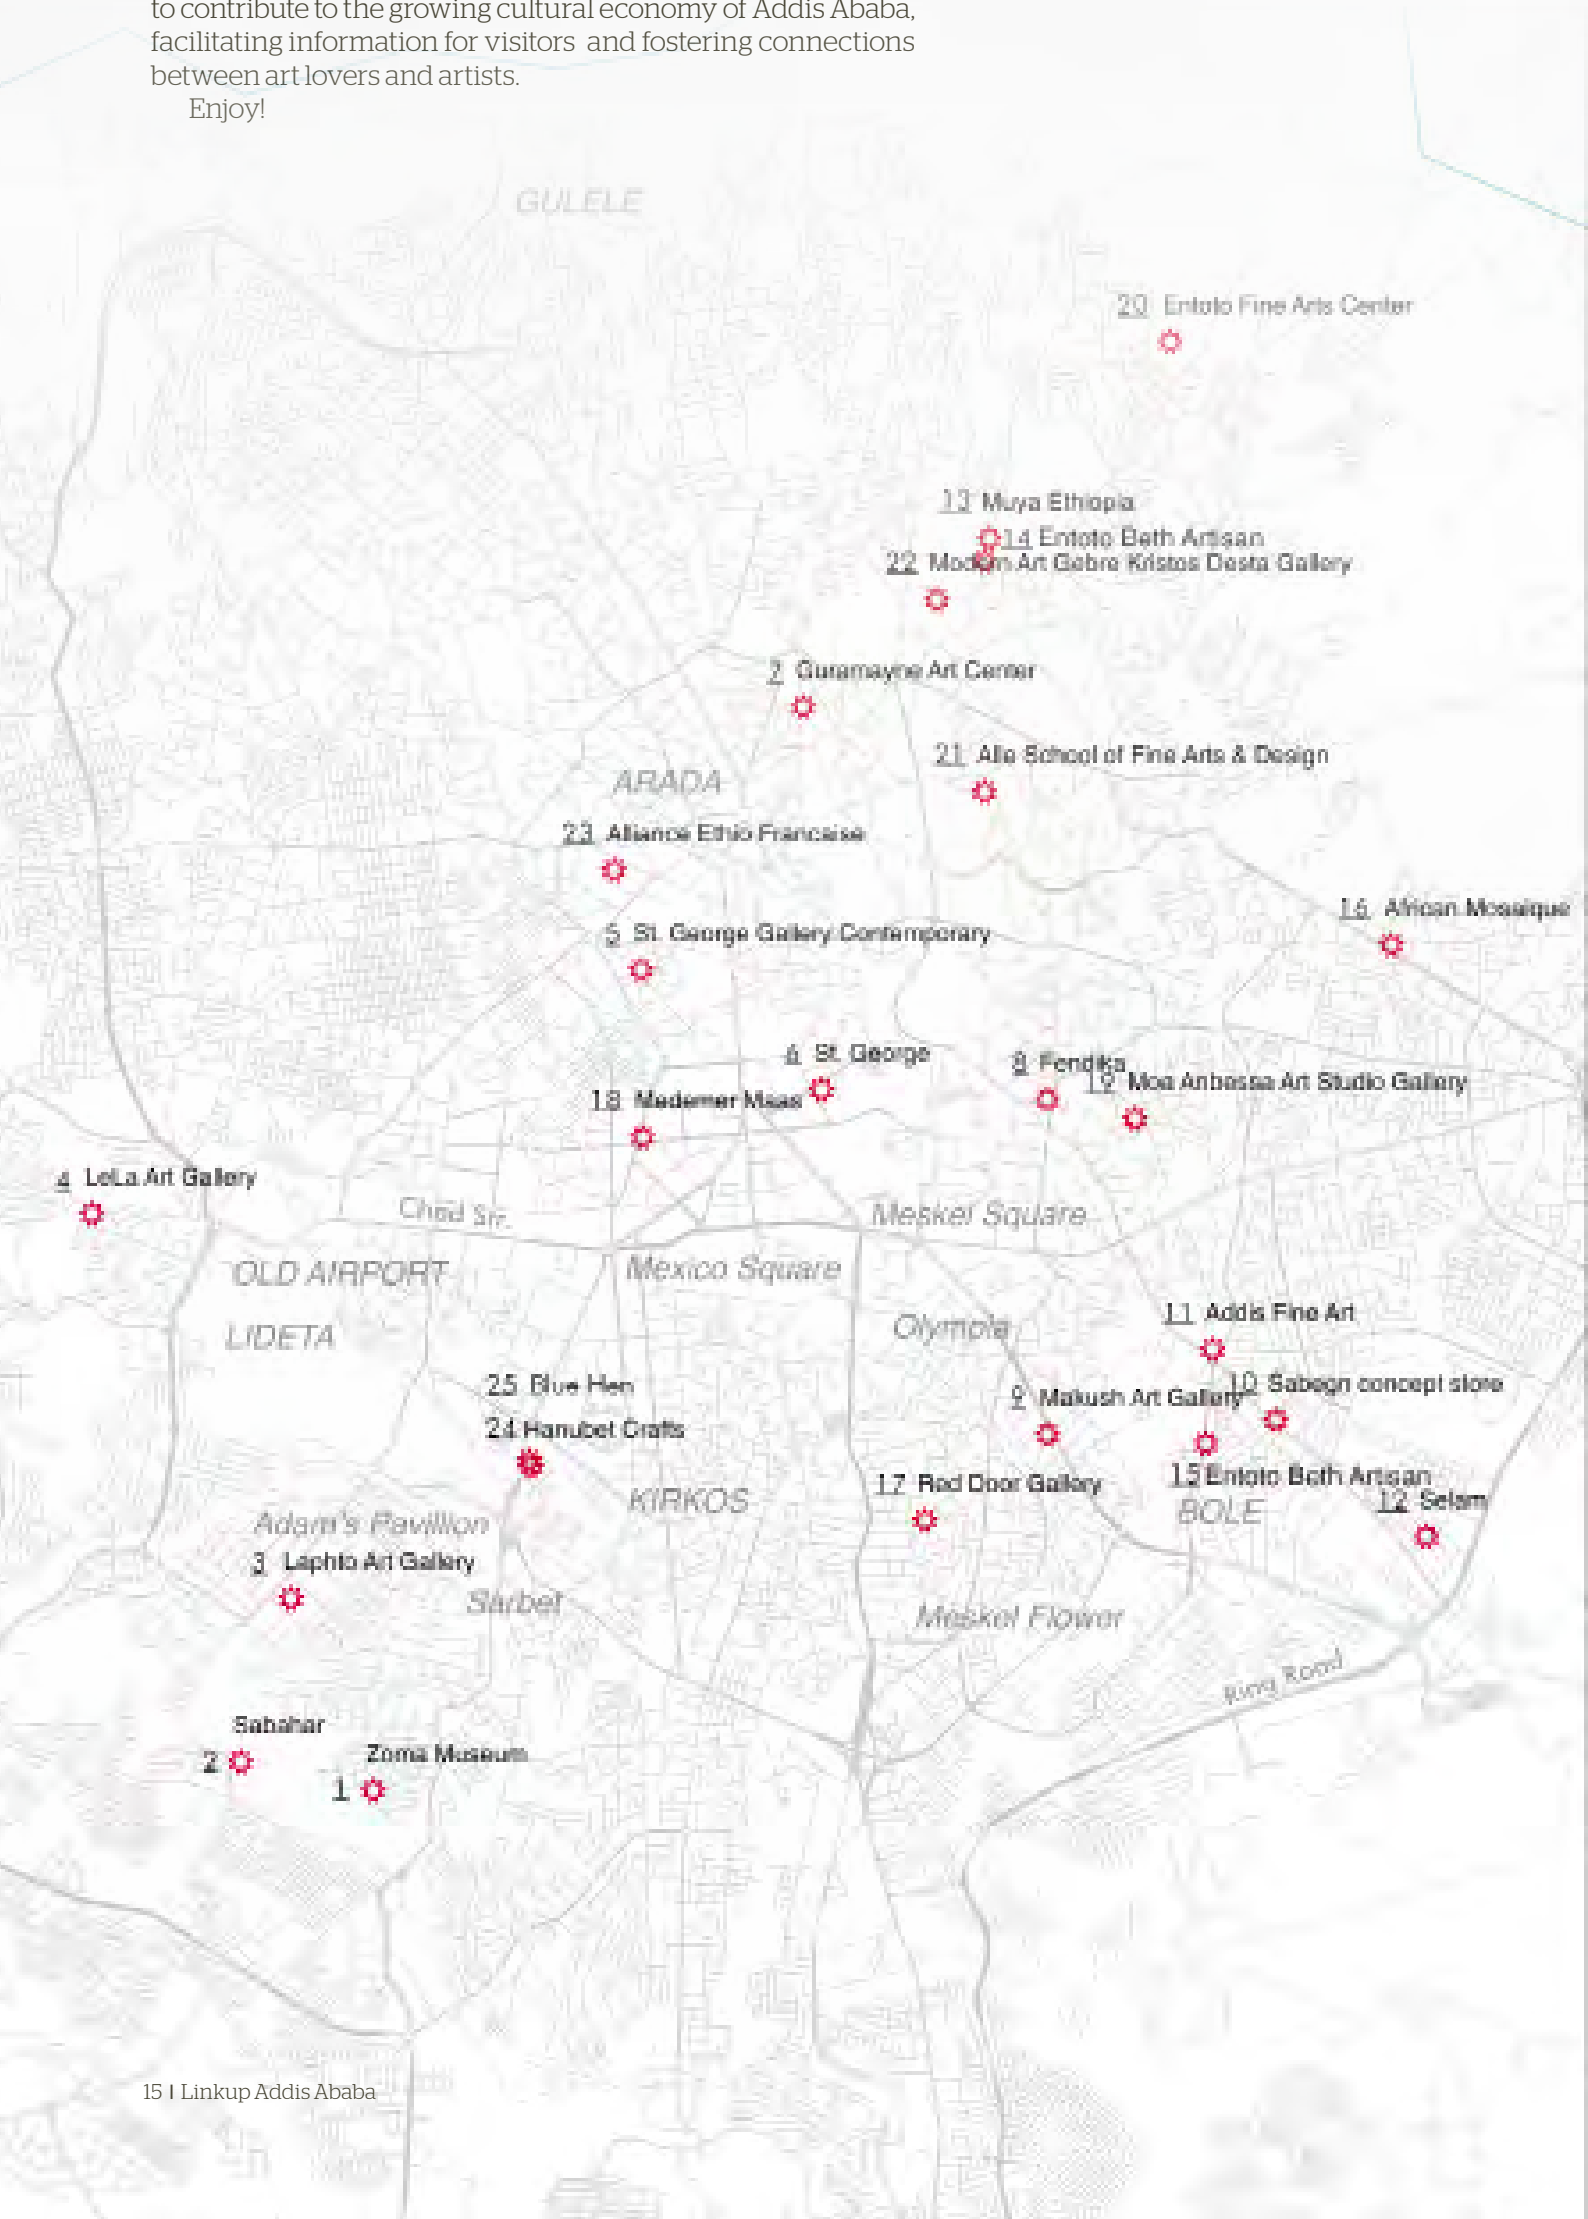 to contribute to the growing cultural economy of Addis Ababa,
facilitating information for visitors and fostering connections
between art lovers and artists.
Enjoy!
GULELE
20 Entoto Fine Arts Center
13 Muya Ethiopia
14 Entoto Beth Artisan
22 Modern Art Gebre Kristos Desta Gallery
7 Guramayne Art Center
21 Alle School of Fine Arts & Design
ARADA
23 Alliance Ethio Francaise
16 African Mosaique
5 St. George Gallery Contemporary
6 St. George
8 Fendika
19 Moa Anbessa Art Studio Gallery
18 Medemer Maas
4 LeLa Art Gallery
Chad Str.
Meskel Square
OLD AIRPORT
Mexico Square
LIDETA
Olympia
11 Addis Fine Art
25 Blue Hen
9 Makush Art Gallery
10 Sabegn concept store
24 Hanubet Crafts
15 Entoto Beth Artisan
17 Red Door Gallery
KIRKOS
12 Selam
BOLE
Adam's Pavillion
3 Laphto Art Gallery
Sarbet
Meskel Flower
Ring Road
Sabahar
2
Zoma Museum
1
15 I Linkup Addis Ababa